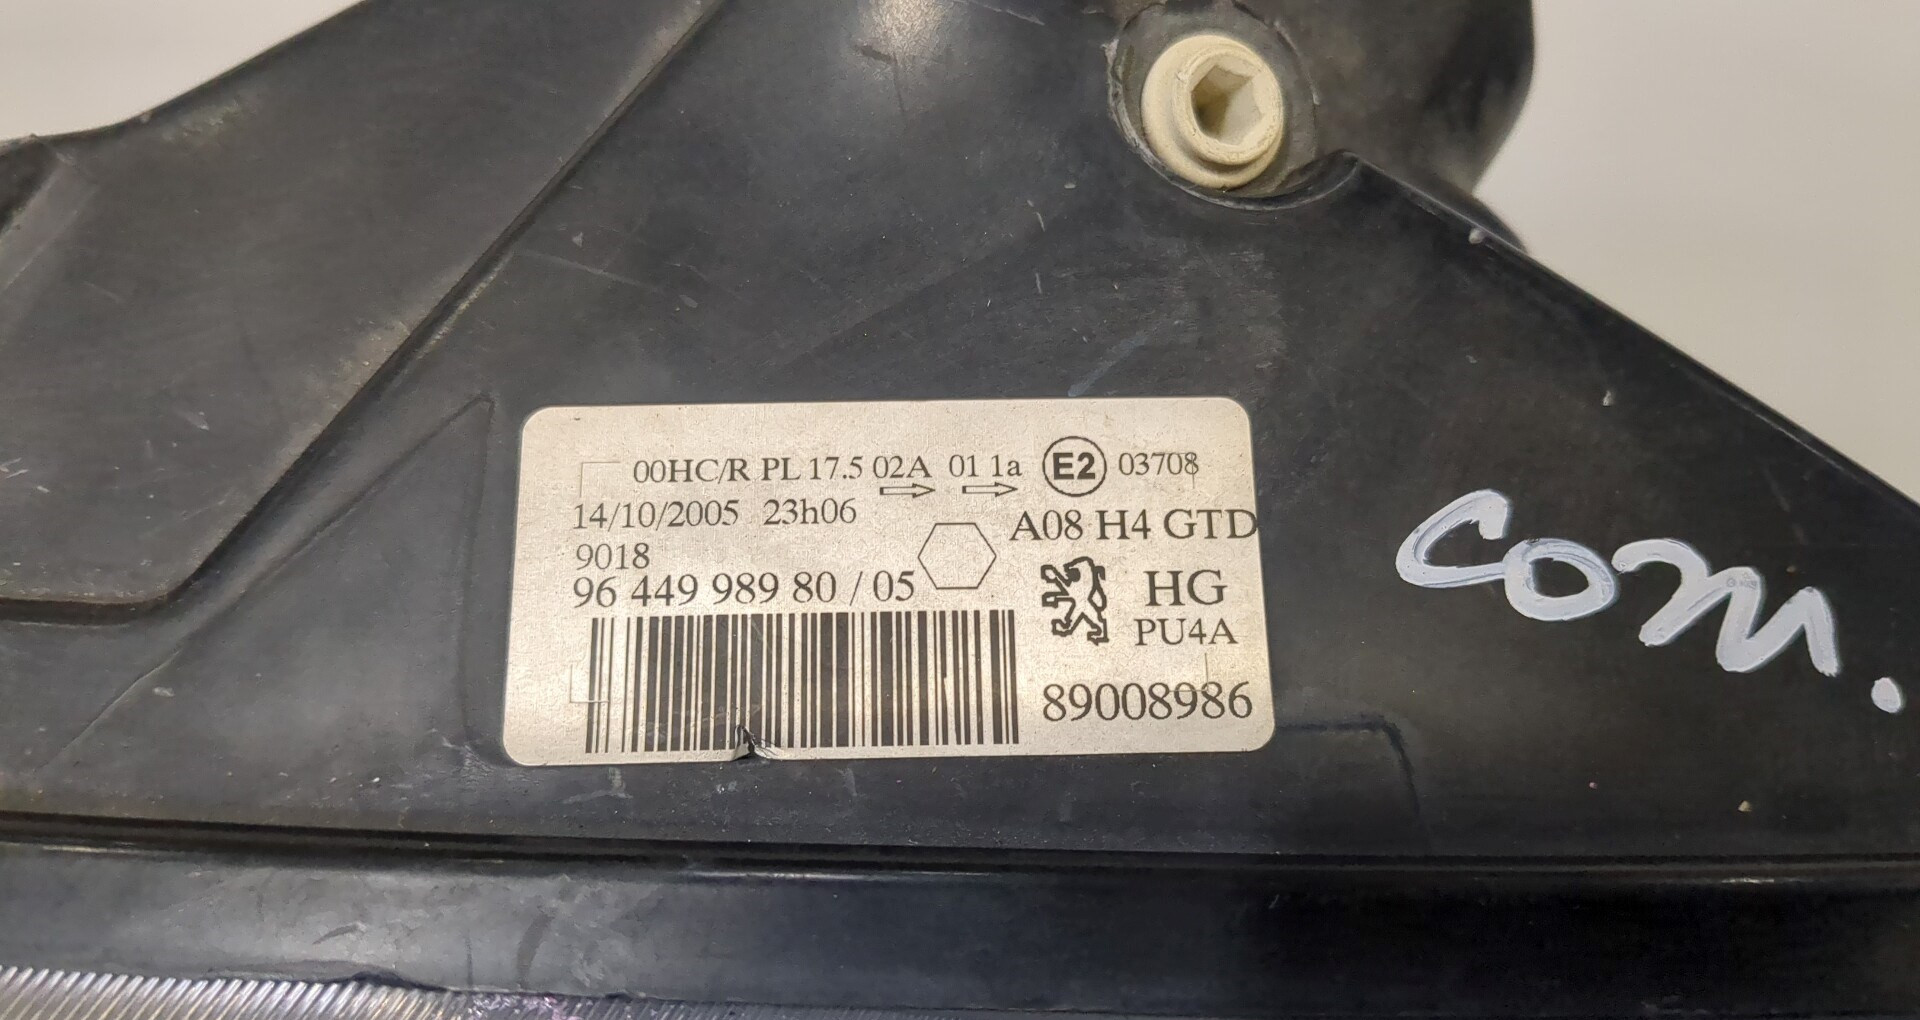 00HC/R PL 17.5 02A 01 1a E2 03708
14/10/2005 23h06
A08 H4 GTD
9018
96 449 989 80 / 05
HG
PU4A
89008986
com.